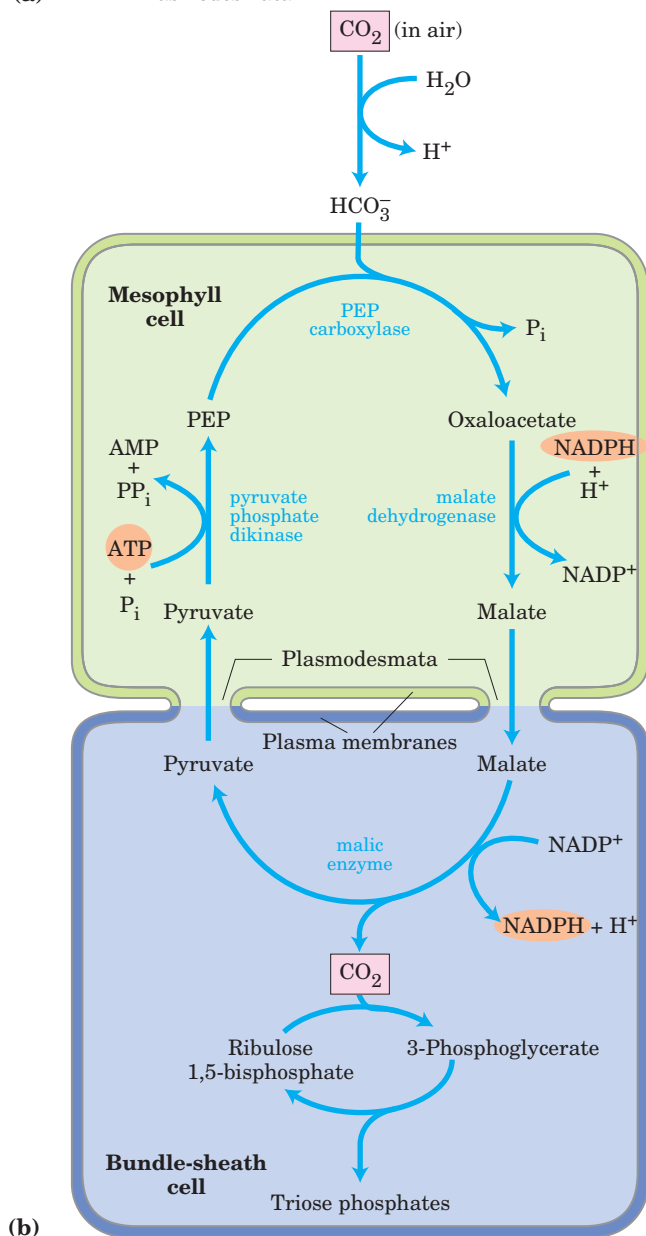 CO2 (in air)
H2O
H+
HCO3−
Mesophyll
cell
PEP
carboxylase
Pi
PEP
Oxaloacetate
AMP
+
PPi
NADPH
+
H+
pyruvate
phosphate
dikinase
malate
dehydrogenase
ATP
+
Pi
NADP+
Pyruvate
Malate
Plasmodesmata
Plasma membranes
Pyruvate
Malate
malic
enzyme
NADP+
NADPH + H+
CO2
Ribulose
1,5-bisphosphate
3-Phosphoglycerate
Bundle-sheath
cell
Triose phosphates
(b)